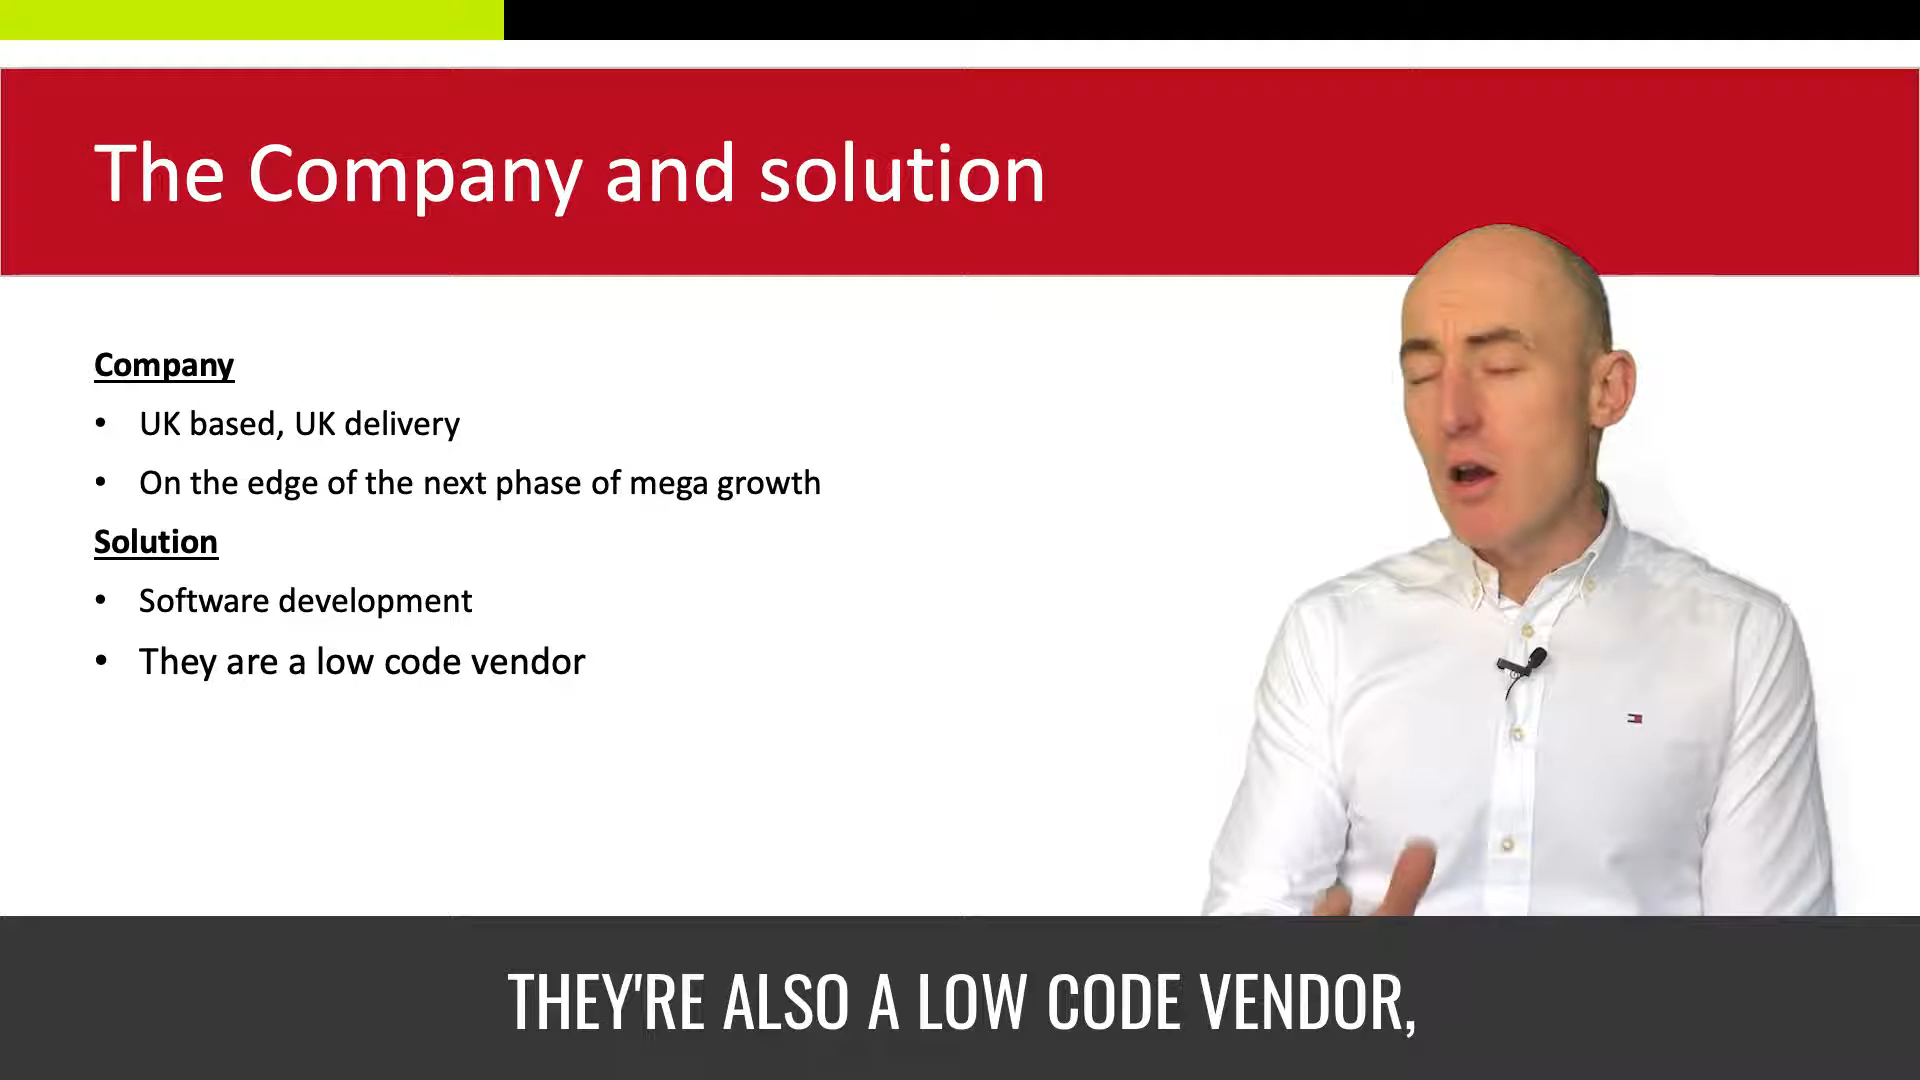 The Company and solution
Company
• UK based, UK delivery
• On the edge of the next phase of mega growth
Solution
• Software development
• They are a low code vendor
THEY'RE ALSO A LOW CODE VENDOR,